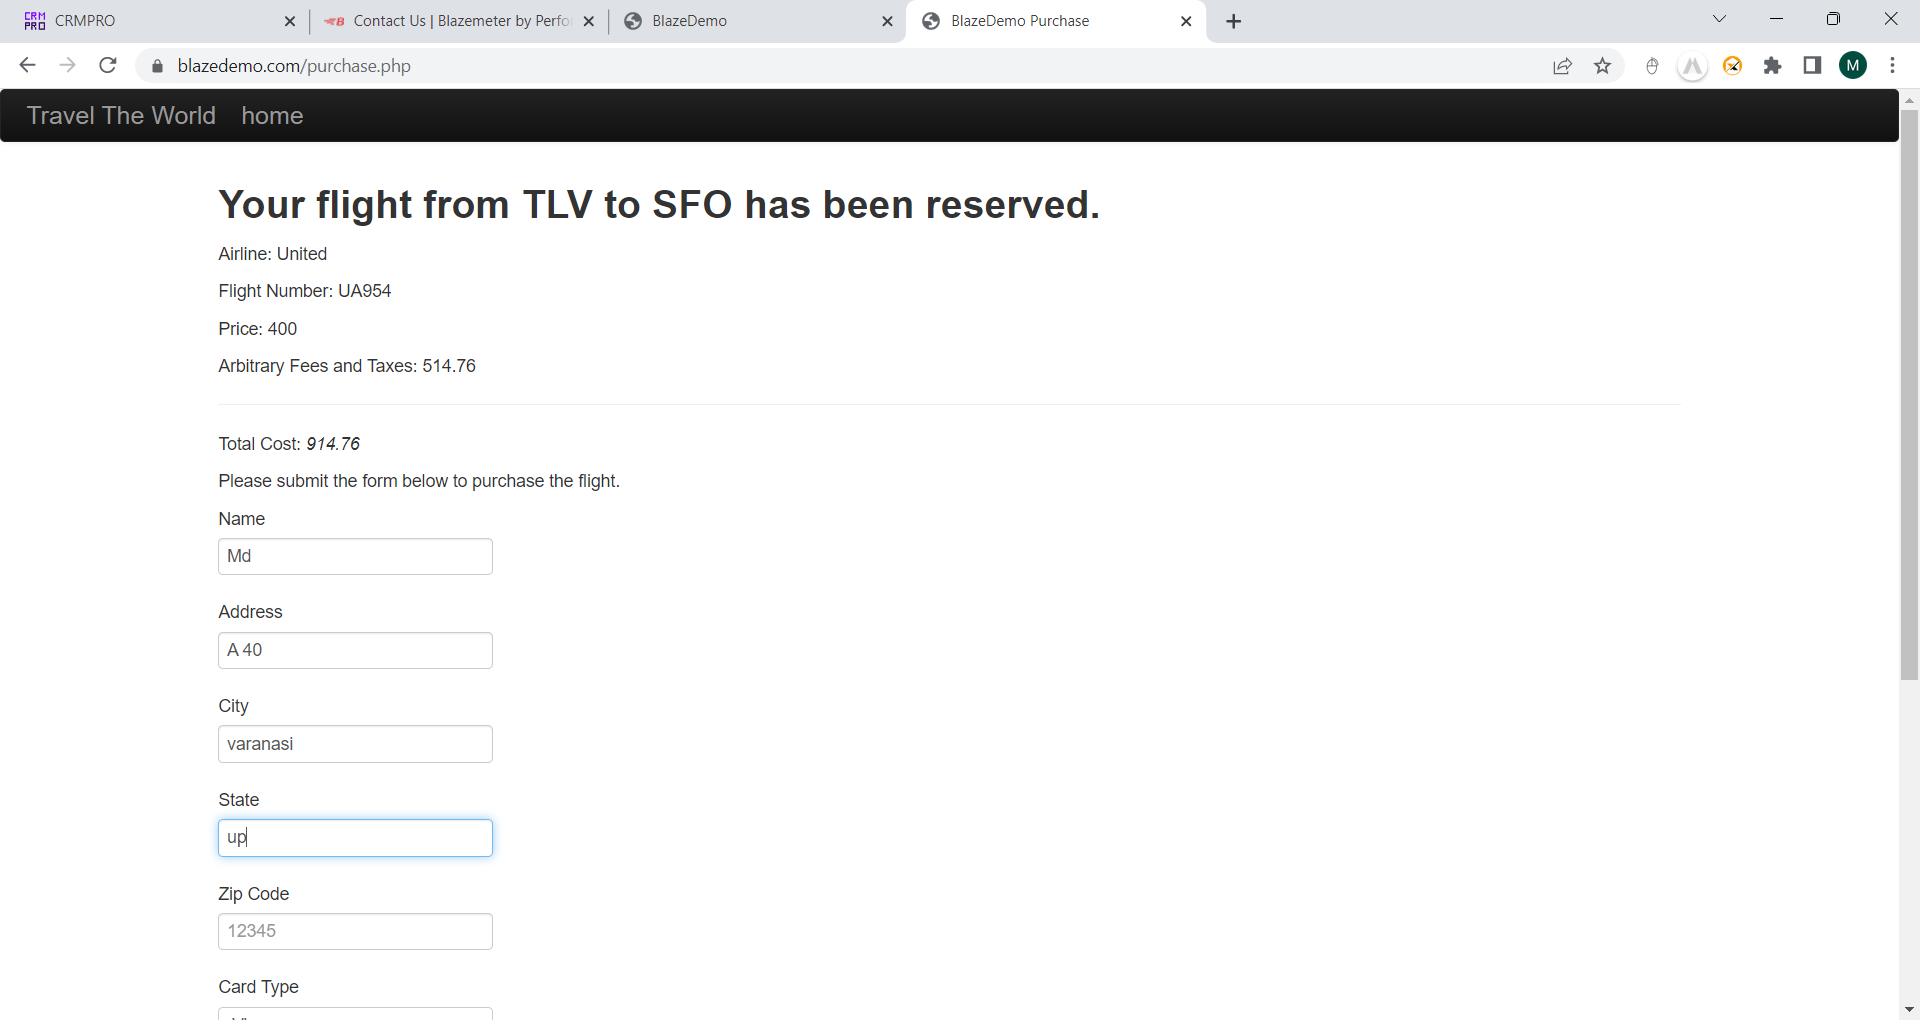 CRM PRO CRMPRO
Contact Us | Blazemeter by Perfo
BlazeDemo
BlazeDemo Purchase
blazedemo.com/purchase.php
M
Travel The World home
Your flight from TLV to SFO has been reserved.
Airline: United
Flight Number: UA954
Price: 400
Arbitrary Fees and Taxes: 514.76
Total Cost: 914.76
Please submit the form below to purchase the flight.
Name
Md
Address
A 40
City
varanasi
State
up
Zip Code
12345
Card Type